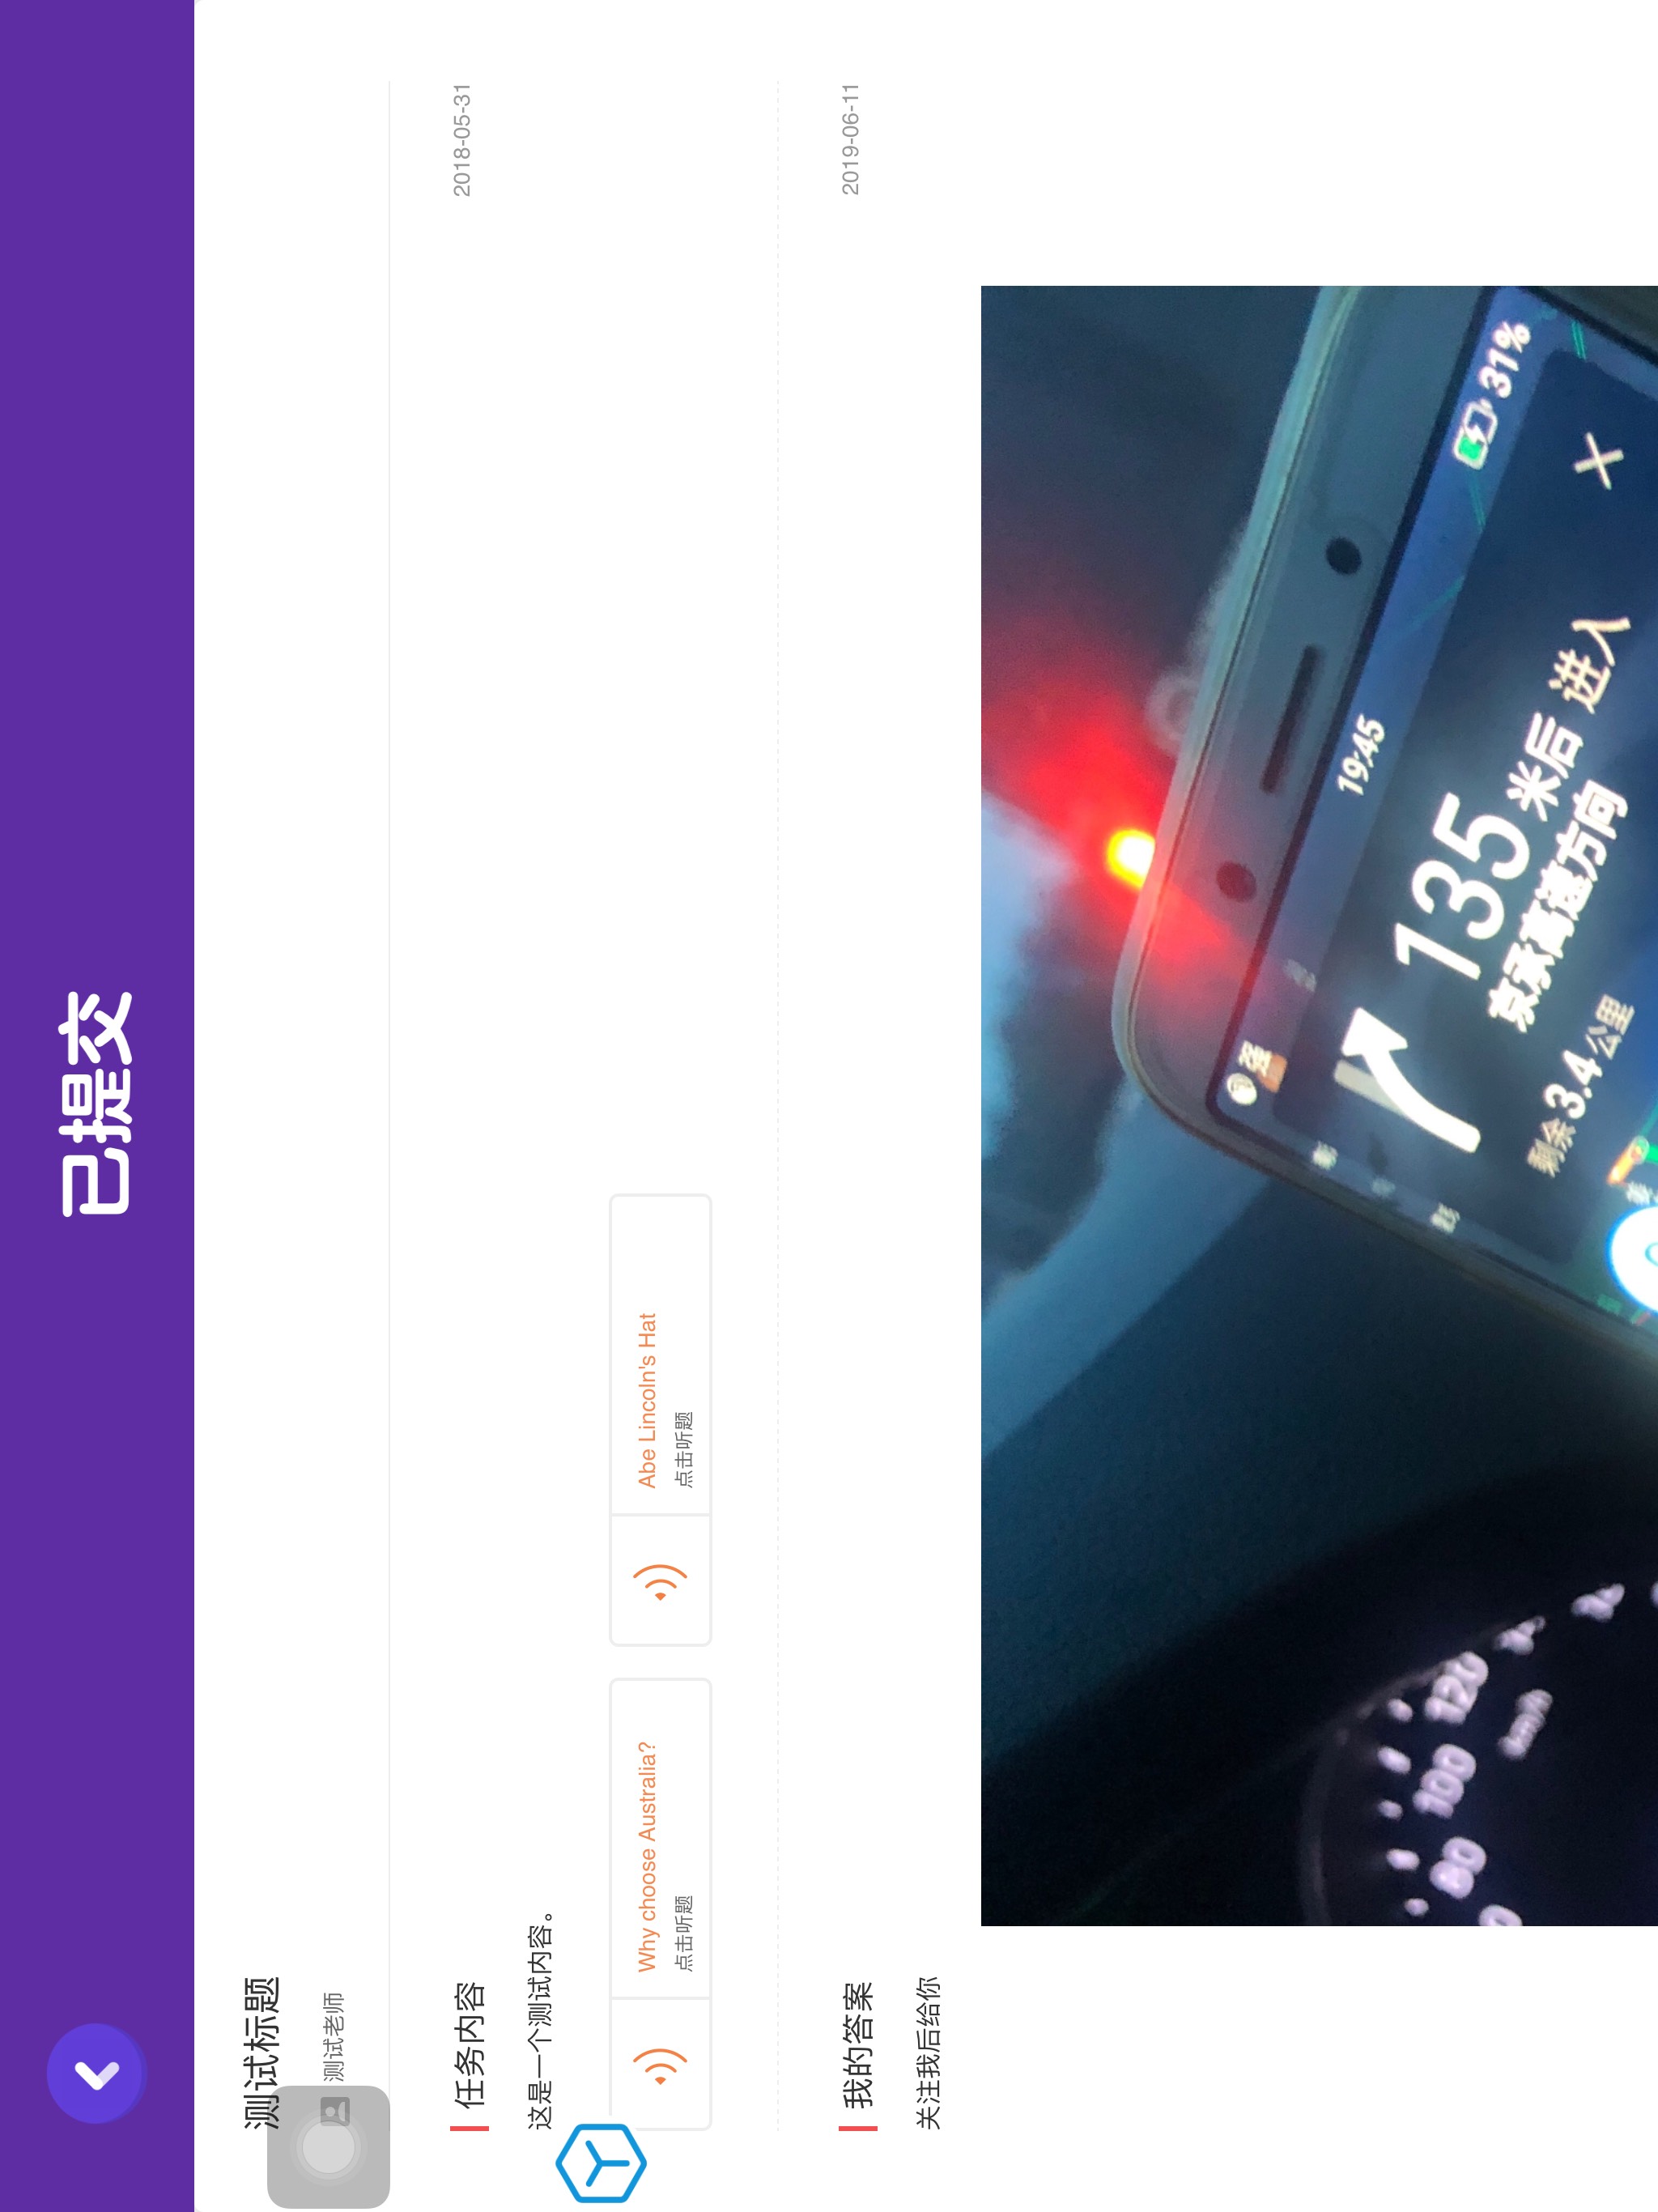 已提交
测试标题
测试老师
任务内容
2018-05-31
这是一个测试内容。
Why choose Australia?
点击听题
Abe Lincoln's Hat
点击听题
我的答案
2019-06-11
关注我后给你
强
19:45
31%
135米后 进入
京承高速方向
剩余3.4公里
80 100 120
km/h